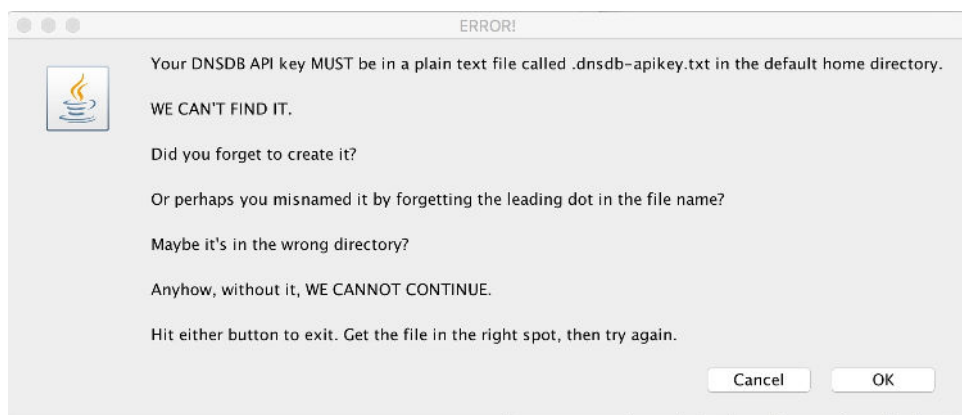 ERROR!
Your DNSDB API key MUST be in a plain text file called .dnsdb-apikey.txt in the default home directory.
WE CAN'T FIND IT.
Did you forget to create it?
Or perhaps you misnamed it by forgetting the leading dot in the file name?
Maybe it's in the wrong directory?
Anyhow, without it, WE CANNOT CONTINUE.
Hit either button to exit. Get the file in the right spot, then try again.
Cancel OK